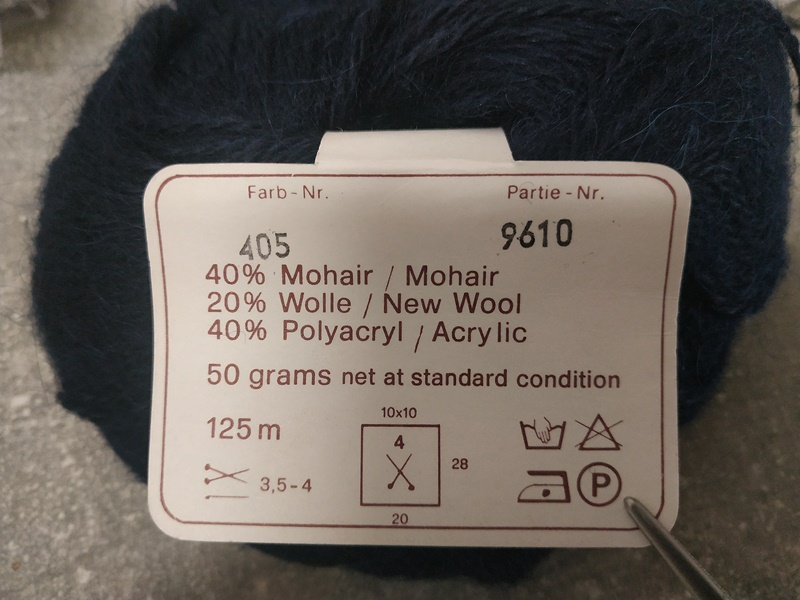 Farb-Nr. Partie-Nr.
405 9610
40% Mohair / Mohair
20% Wolle / New Wool
40% Polyacryl / Acrylic
50 grams net at standard condition
125 m
10x10
4
28
3,5-4
20
P